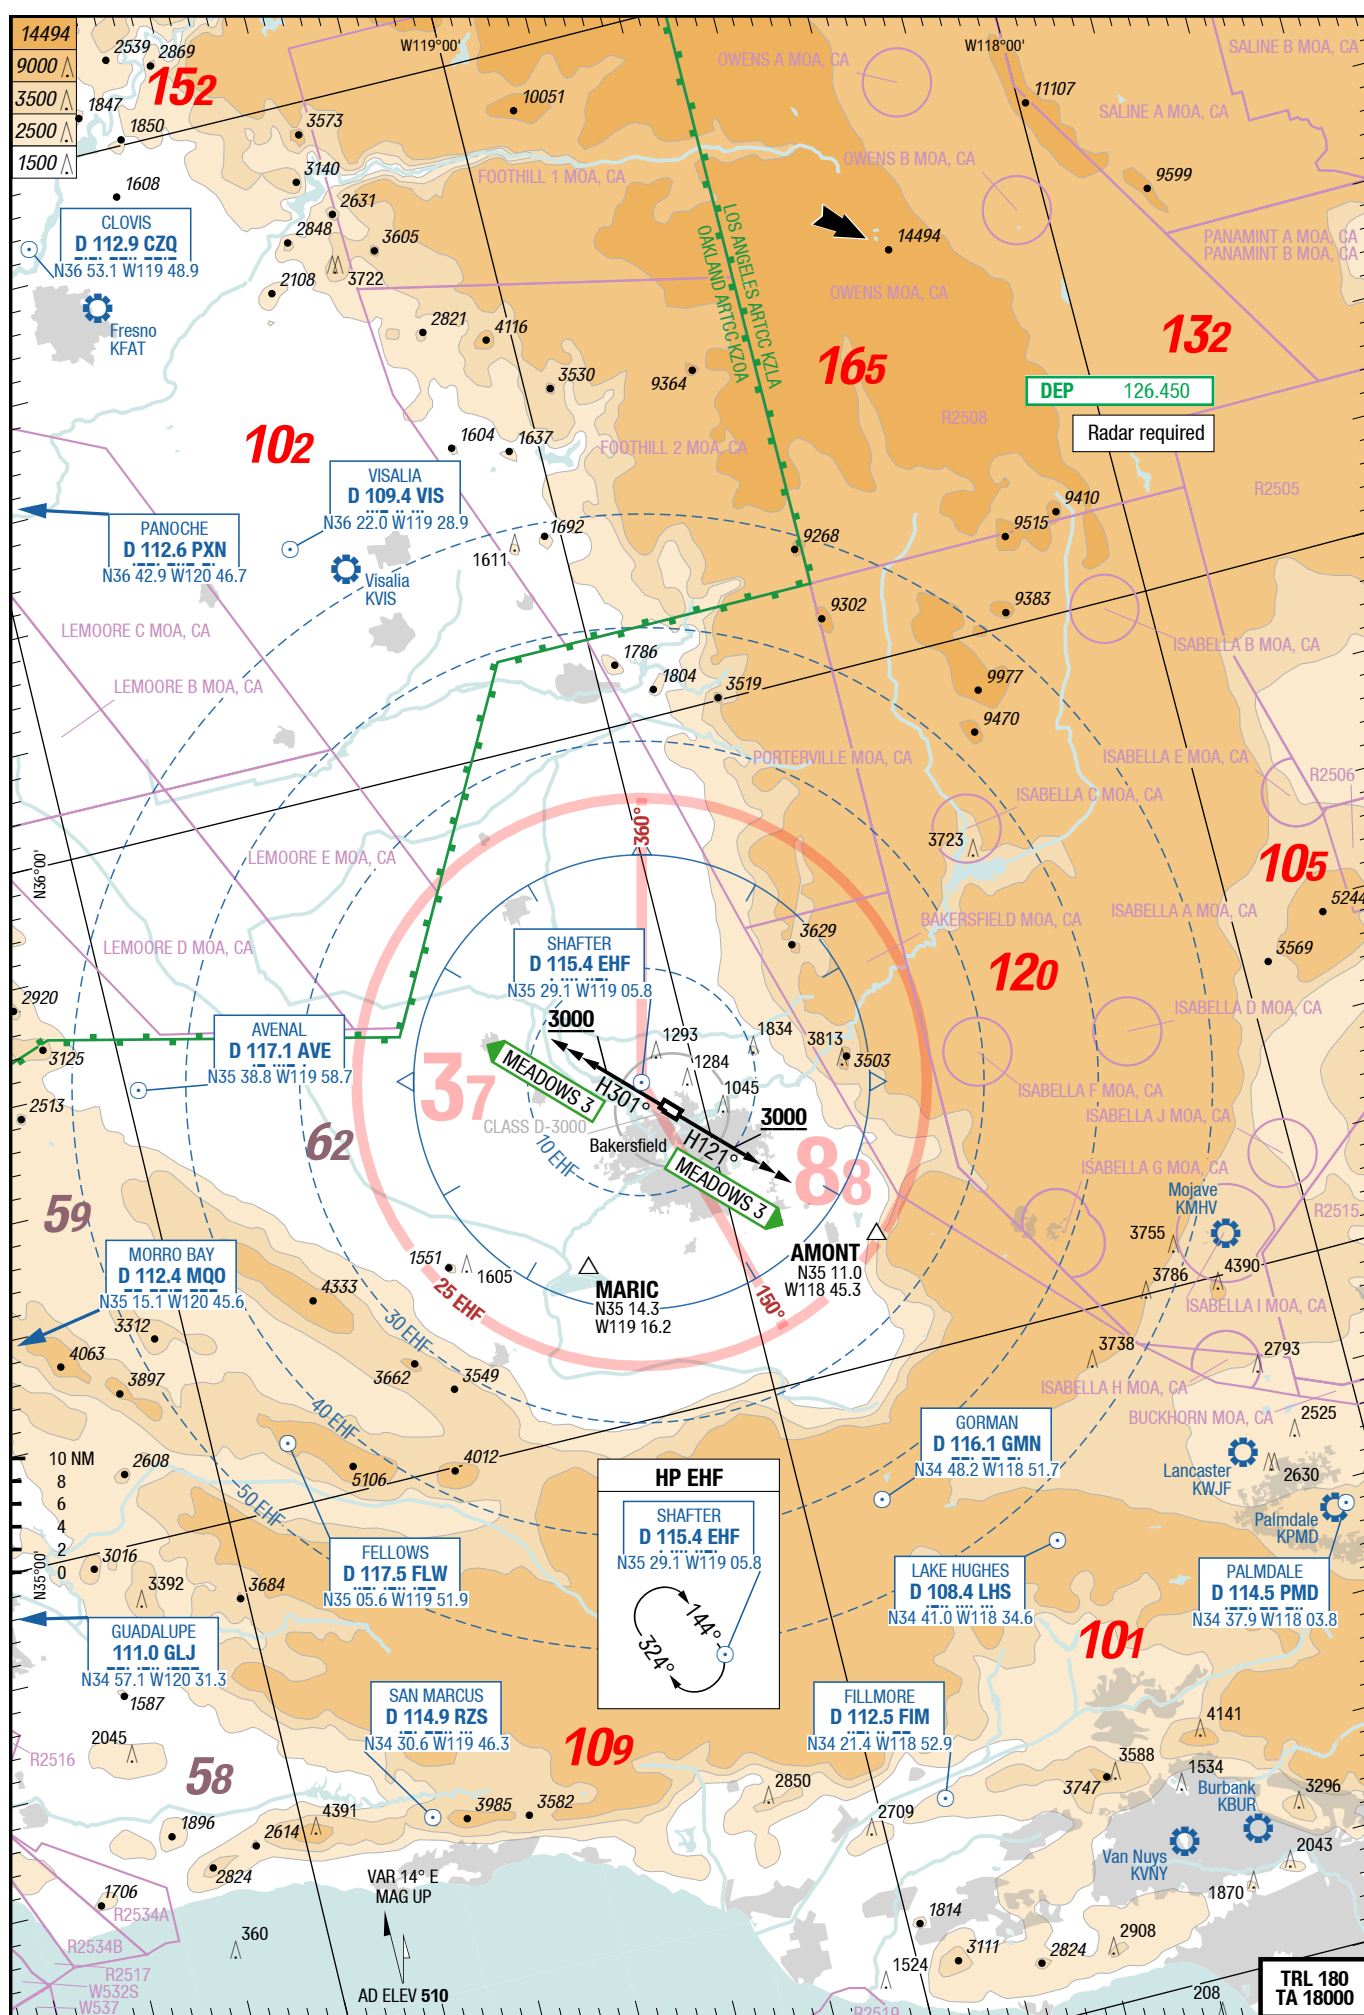 14494
9000
3500
2500
1500
W119°00'
W118°00'
2539
2869
152
1847
1850
1608
3573
3140
2631
2848
3605
3722
2108
10051
OWENS A MOA, CA
SALINE B MOA, CA
11107
SALINE A MOA, CA
OWENS B MOA, CA
9599
FOOTHILL 1 MOA, CA
PANAMINT A MOA, CA
PANAMINT B MOA, CA
14494
OWENS MOA, CA
LOS ANGELES ARTCC KZLA
OAKLAND ARTCC KZOA
CLOVIS
D 112.9 CZQ
N36 53.1 W119 48.9
Fresno
KFAT
2821
4116
3530
9364
165
132
DEP 126.450
Radar required
R2508
R2505
102
1604
1637
FOOTHILL 2 MOA, CA
VISALIA
D 109.4 VIS
N36 22.0 W119 28.9
PANOCHE
D 112.6 PXN
N36 42.9 W120 46.7
Visalia
KVIS
1692
1611
9268
9410
9515
9302
9383
LEMOORE C MOA, CA
LEMOORE B MOA, CA
ISABELLA B MOA, CA
1786
1804
3519
9977
9470
PORTERVILLE MOA, CA
ISABELLA E MOA, CA
R2506
ISABELLA C MOA, CA
3723
360°
LEMOORE E MOA, CA
N36°00'
105
5244
3569
ISABELLA A MOA, CA
BAKERSFIELD MOA, CA
LEMOORE D MOA, CA
3629
SHAFTER
D 115.4 EHF
N35 29.1 W119 05.8
120
ISABELLA D MOA, CA
2920
3125
2513
AVENAL
D 117.1 AVE
N35 38.8 W119 58.7
3000
1293
1834
3813
3503
1284
1045
37
MEADOWS 3
H301°
CLASS D-3000
Bakersfield
3000
H121°
MEADOWS 3
88
10 EHF
ISABELLA F MOA, CA
ISABELLA J MOA, CA
ISABELLA G MOA, CA
62
59
Mojave
KMHV
R2515
3755
4390
3786
ISABELLA I MOA, CA
MORRO BAY
D 112.4 MQO
N35 15.1 W120 45.6
1551
1605
25 EHF
MARIC
N35 14.3
W119 16.2
AMONT
N35 11.0
W118 45.3
150°
4333
30 EHF
3312
4063
3897
3662
3549
3738
2793
ISABELLA H MOA, CA
BUCKHORN MOA, CA
2525
40 EHF
GORMAN
D 116.1 GMN
N34 48.2 W118 51.7
10 NM
8
6
4
2
0
2608
5106
4012
50 EHF
Lancaster
KWJF
2630
Palmdale
KPMD
N35°00'
3016
3392
3684
FELLOWS
D 117.5 FLW
N35 05.6 W119 51.9
HP EHF
SHAFTER
D 115.4 EHF
N35 29.1 W119 05.8
144°
324°
LAKE HUGHES
D 108.4 LHS
N34 41.0 W118 34.6
PALMDALE
D 114.5 PMD
N34 37.9 W118 03.8
GUADALUPE
111.0 GLJ
N34 57.1 W120 31.3
1587
101
SAN MARCUS
D 114.9 RZS
N34 30.6 W119 46.3
FILLMORE
D 112.5 FIM
N34 21.4 W118 52.9
2045
R2516
58
109
4141
3588
3747
1534
Burbank
KBUR
3296
2850
2709
1896
2614
4391
3985
3582
2824
Van Nuys
KVNY
2043
1870
1706
R2534A
R2534B
R2517
W532S
W537
360
VAR 14° E
MAG UP
AD ELEV 510
1814
3111
2824
2908
1524
R2519
208
TRL 180
TA 18000